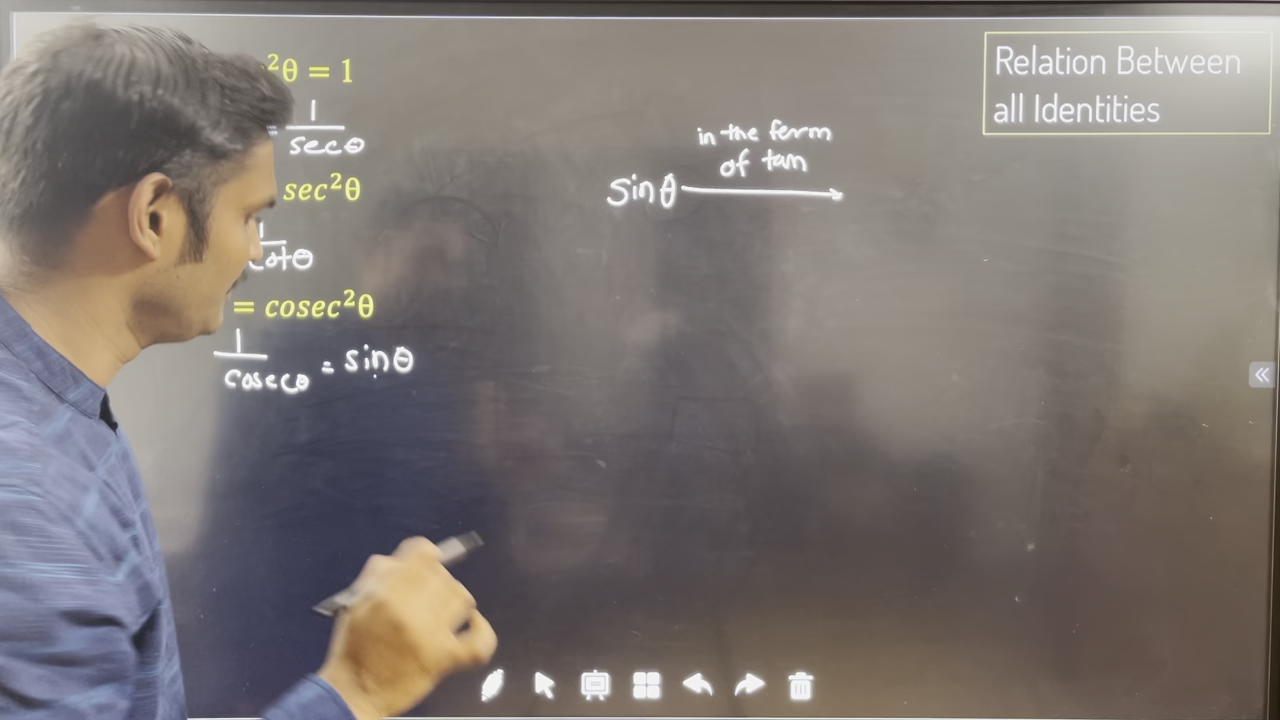 ²θ = 1
= 1
secθ
sec²θ
1
cotθ
= cosec²θ
1
cosecθ = sinθ
in the ferm
of tan
sinθ
Relation Between
all Identities